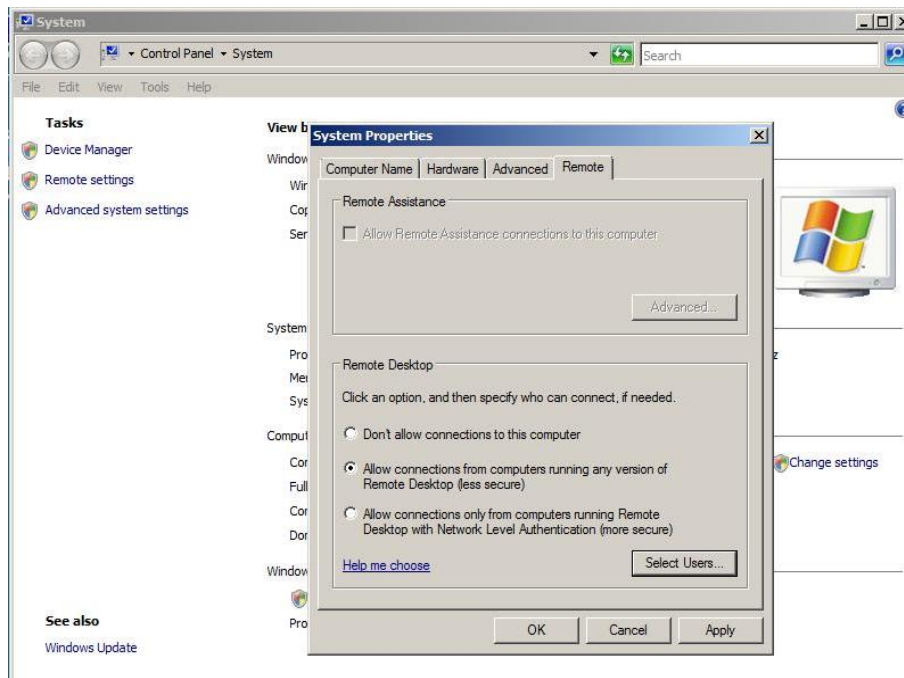 System
Control Panel
System
Search
File Edit View Tools Help
Tasks
Device Manager
Remote settings
Advanced system settings
See also
Windows Update
View b
Window
Wir
Cop
Ser
System
Pro
Mer
Sys
Comput
Cor
Full
Cor
Dor
Window
Pro
z
Change settings
System Properties
Computer Name Hardware Advanced Remote
Remote Assistance
Allow Remote Assistance connections to this computer
Advanced...
Remote Desktop
Click an option, and then specify who can connect, if needed.
Don't allow connections to this computer
Allow connections from computers running any version of
Remote Desktop (less secure)
Allow connections only from computers running Remote
Desktop with Network Level Authentication (more secure)
Help me choose
Select Users...
OK Cancel Apply